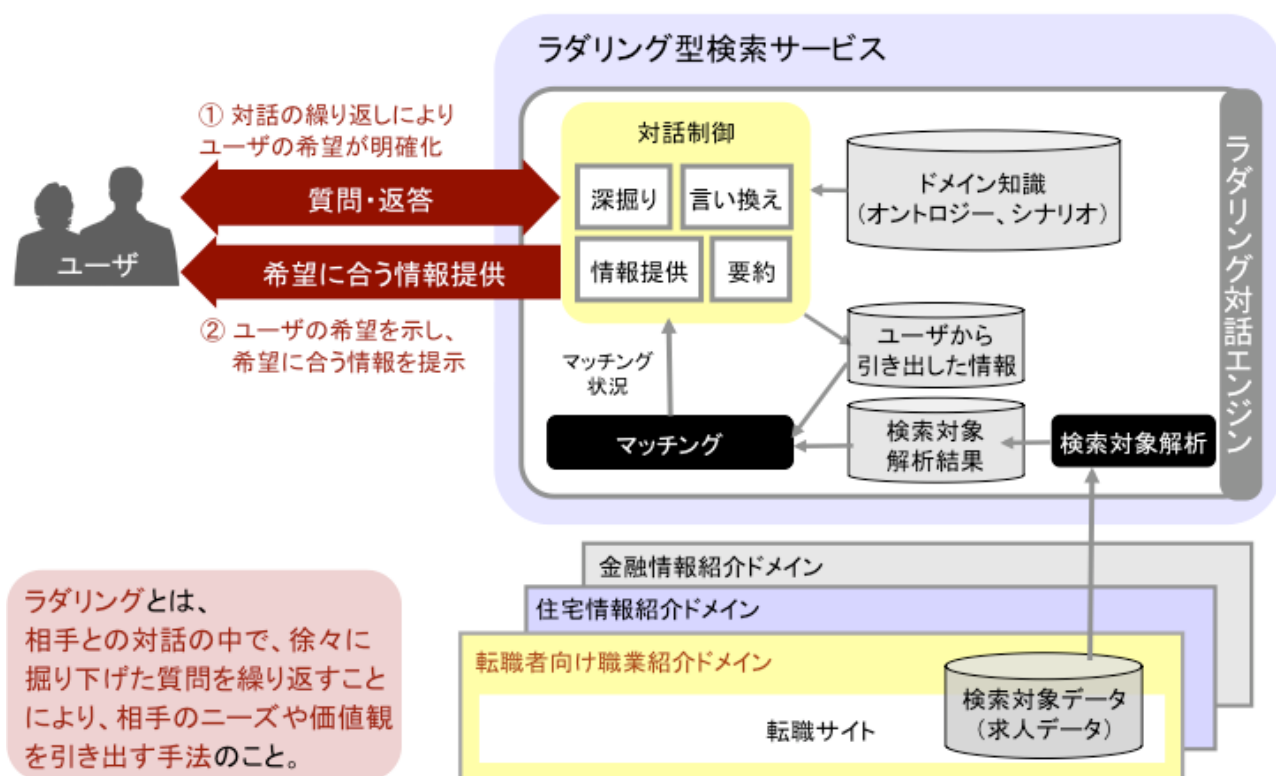 ラダリング型検索サービス
① 対話の繰り返しにより
ユーザの希望が明確化
質問・返答
希望に合う情報提供
ユーザ
② ユーザの希望を示し、
希望に合う情報を提示
対話制御
深掘り
言い換え
情報提供
要約
ドメイン知識
(オントロジー、シナリオ)
ラダリング対話エンジン
ユーザから
引き出した情報
マッチング
状況
マッチング
検索対象
解析結果
検索対象解析
金融情報紹介ドメイン
住宅情報紹介ドメイン
転職者向け職業紹介ドメイン
転職サイト
検索対象データ
(求人データ)
ラダリングとは、
相手との対話の中で、徐々に
掘り下げた質問を繰り返すこと
により、相手のニーズや価値観
を引き出す手法のこと。